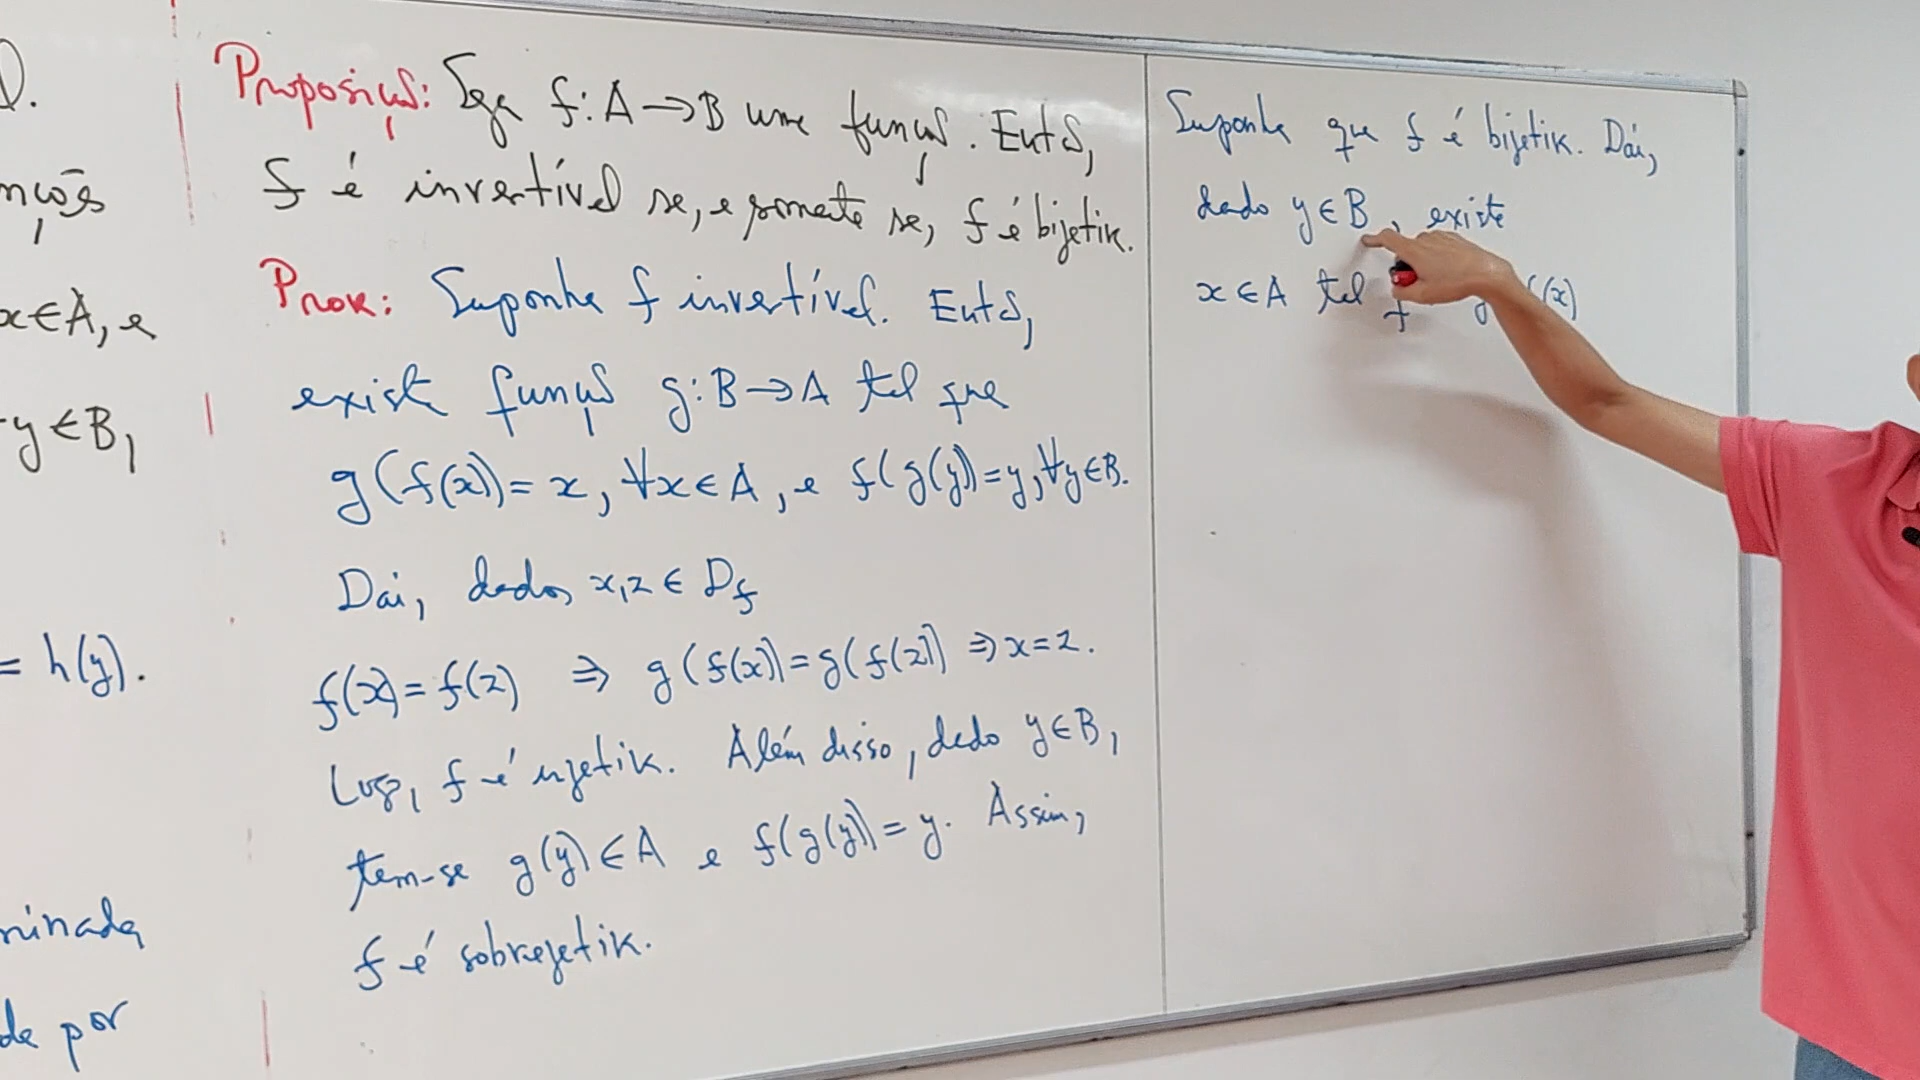 D.
nções
x∈A, e
y∈B,
= h(y).
minada
de por
Proposição: Seja f: A→B uma função. Então,
f é invertível se, e somente se, f é bijetiva.
Prova: Suponha f invertível. Então,
existe função g: B→A tal que
g(f(x))=x, ∀x∈A, e f(g(y))=y, ∀y∈B.
Daí, dados x,z ∈ D_f
f(x)=f(z) ⇒ g(f(x))=g(f(z)) ⇒ x=z.
Logo, f é injetiva. Além disso, dado y∈B,
tem-se g(y)∈A e f(g(y))=y. Assim,
f é sobrejetiva.
Suponha que f é bijetiva. Daí,
dado y∈B, existe
x∈A tal (x)